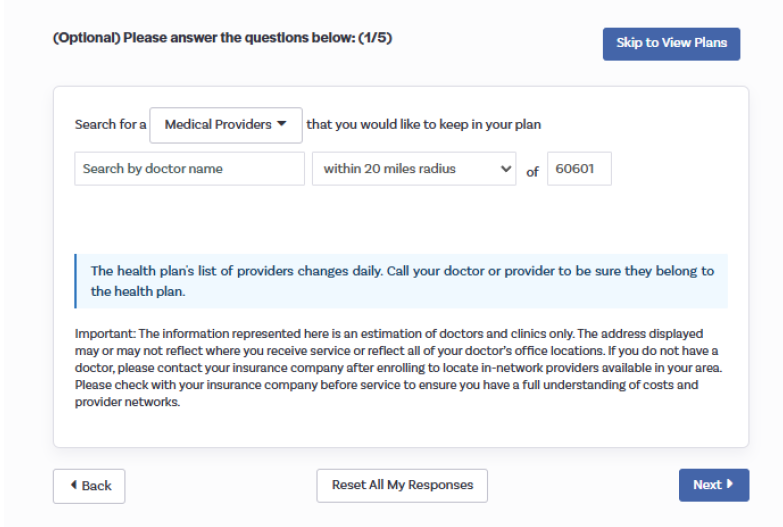 (Optional) Please answer the questions below: (1/5)
Skip to View Plans
Search for a Medical Providers that you would like to keep in your plan
Search by doctor name within 20 miles radius of 60601
The health plan's list of providers changes daily. Call your doctor or provider to be sure they belong to
the health plan.
Important: The information represented here is an estimation of doctors and clinics only. The address displayed
may or may not reflect where you receive service or reflect all of your doctor's office locations. If you do not have a
doctor, please contact your insurance company after enrolling to locate in-network providers available in your area.
Please check with your insurance company before service to ensure you have a full understanding of costs and
provider networks.
Back
Reset All My Responses
Next